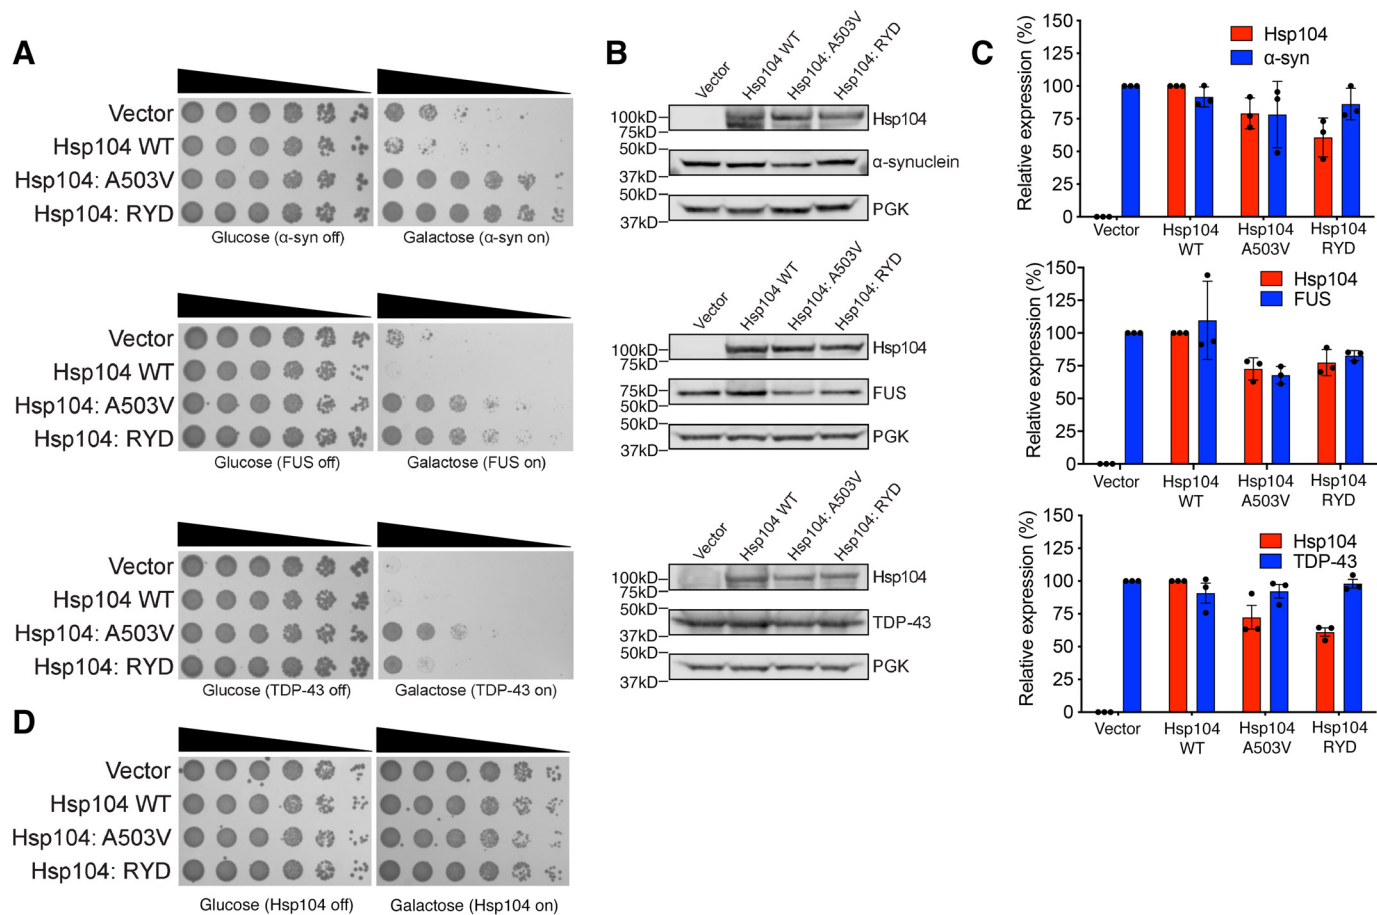 A
Vector
Hsp104 WT
Hsp104: A503V
Hsp104: RYD
Glucose (α-syn off)
Galactose (α-syn on)
Vector
Hsp104 WT
Hsp104: A503V
Hsp104: RYD
Glucose (FUS off)
Galactose (FUS on)
Vector
Hsp104 WT
Hsp104: A503V
Hsp104: RYD
Glucose (TDP-43 off)
Galactose (TDP-43 on)
B
Vector
Hsp104 WT
Hsp104: A503V
Hsp104: RYD
100kD
75kD
Hsp104
50kD
37kD
α-synuclein
50kD
37kD
PGK
Vector
Hsp104 WT
Hsp104: A503V
Hsp104: RYD
100kD
75kD
Hsp104
75kD
50kD
FUS
50kD
37kD
PGK
Vector
Hsp104 WT
Hsp104: A503V
Hsp104: RYD
100kD
75kD
Hsp104
50kD
37kD
TDP-43
50kD
37kD
PGK
C
Relative expression (%)
150
125
100
75
50
25
0
Hsp104
α-syn
Vector
Hsp104 WT
Hsp104 A503V
Hsp104 RYD
Relative expression (%)
150
125
100
75
50
25
0
Hsp104
FUS
Vector
Hsp104 WT
Hsp104 A503V
Hsp104 RYD
Relative expression (%)
150
125
100
75
50
25
0
Hsp104
TDP-43
Vector
Hsp104 WT
Hsp104 A503V
Hsp104 RYD
D
Vector
Hsp104 WT
Hsp104: A503V
Hsp104: RYD
Glucose (Hsp104 off)
Galactose (Hsp104 on)